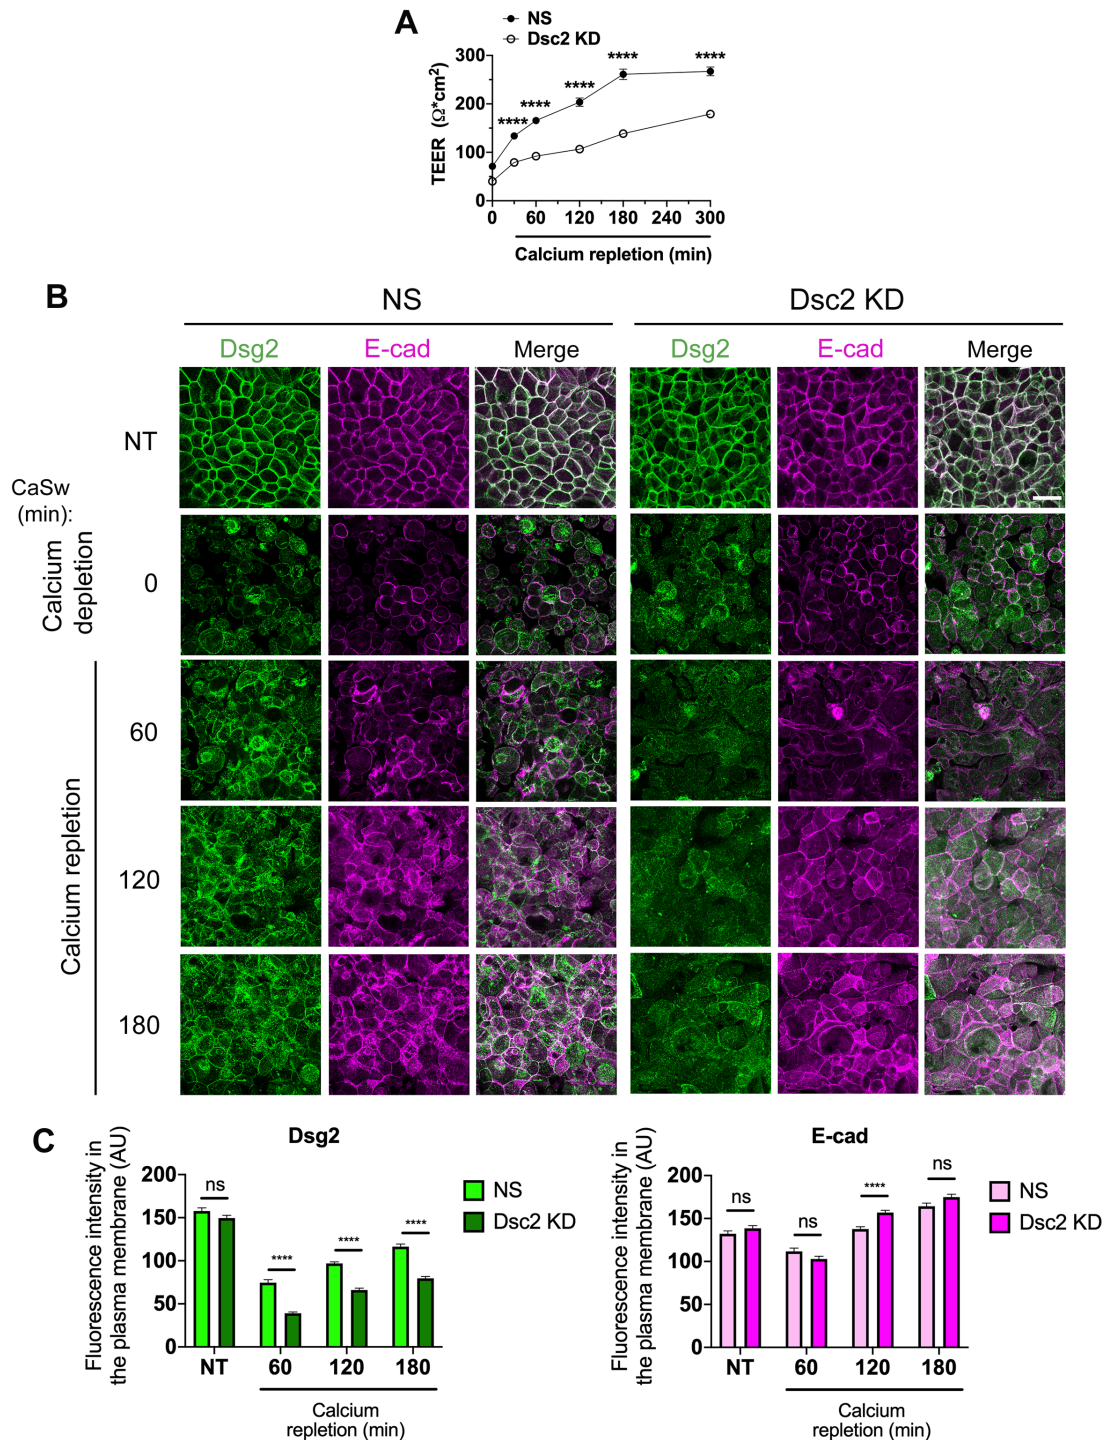 A
NS
Dsc2 KD
TEER (Ω*cm²)
300
200
100
0
**** **** **** **** ****
0 60 120 180 240 300
Calcium repletion (min)
B
NS Dsc2 KD
Dsg2 E-cad Merge Dsg2 E-cad Merge
NT
CaSw
(min):
Calcium
depletion
0
Calcium repletion
60
120
180
C
Dsg2
Fluorescence intensity in
the plasma membrane (AU)
200
150
100
50
0
ns **** **** ****
NT 60 120 180
Calcium
repletion (min)
NS
Dsc2 KD
E-cad
Fluorescence intensity in
the plasma membrane (AU)
200
150
100
50
0
ns ns **** ns
NT 60 120 180
Calcium
repletion (min)
NS
Dsc2 KD